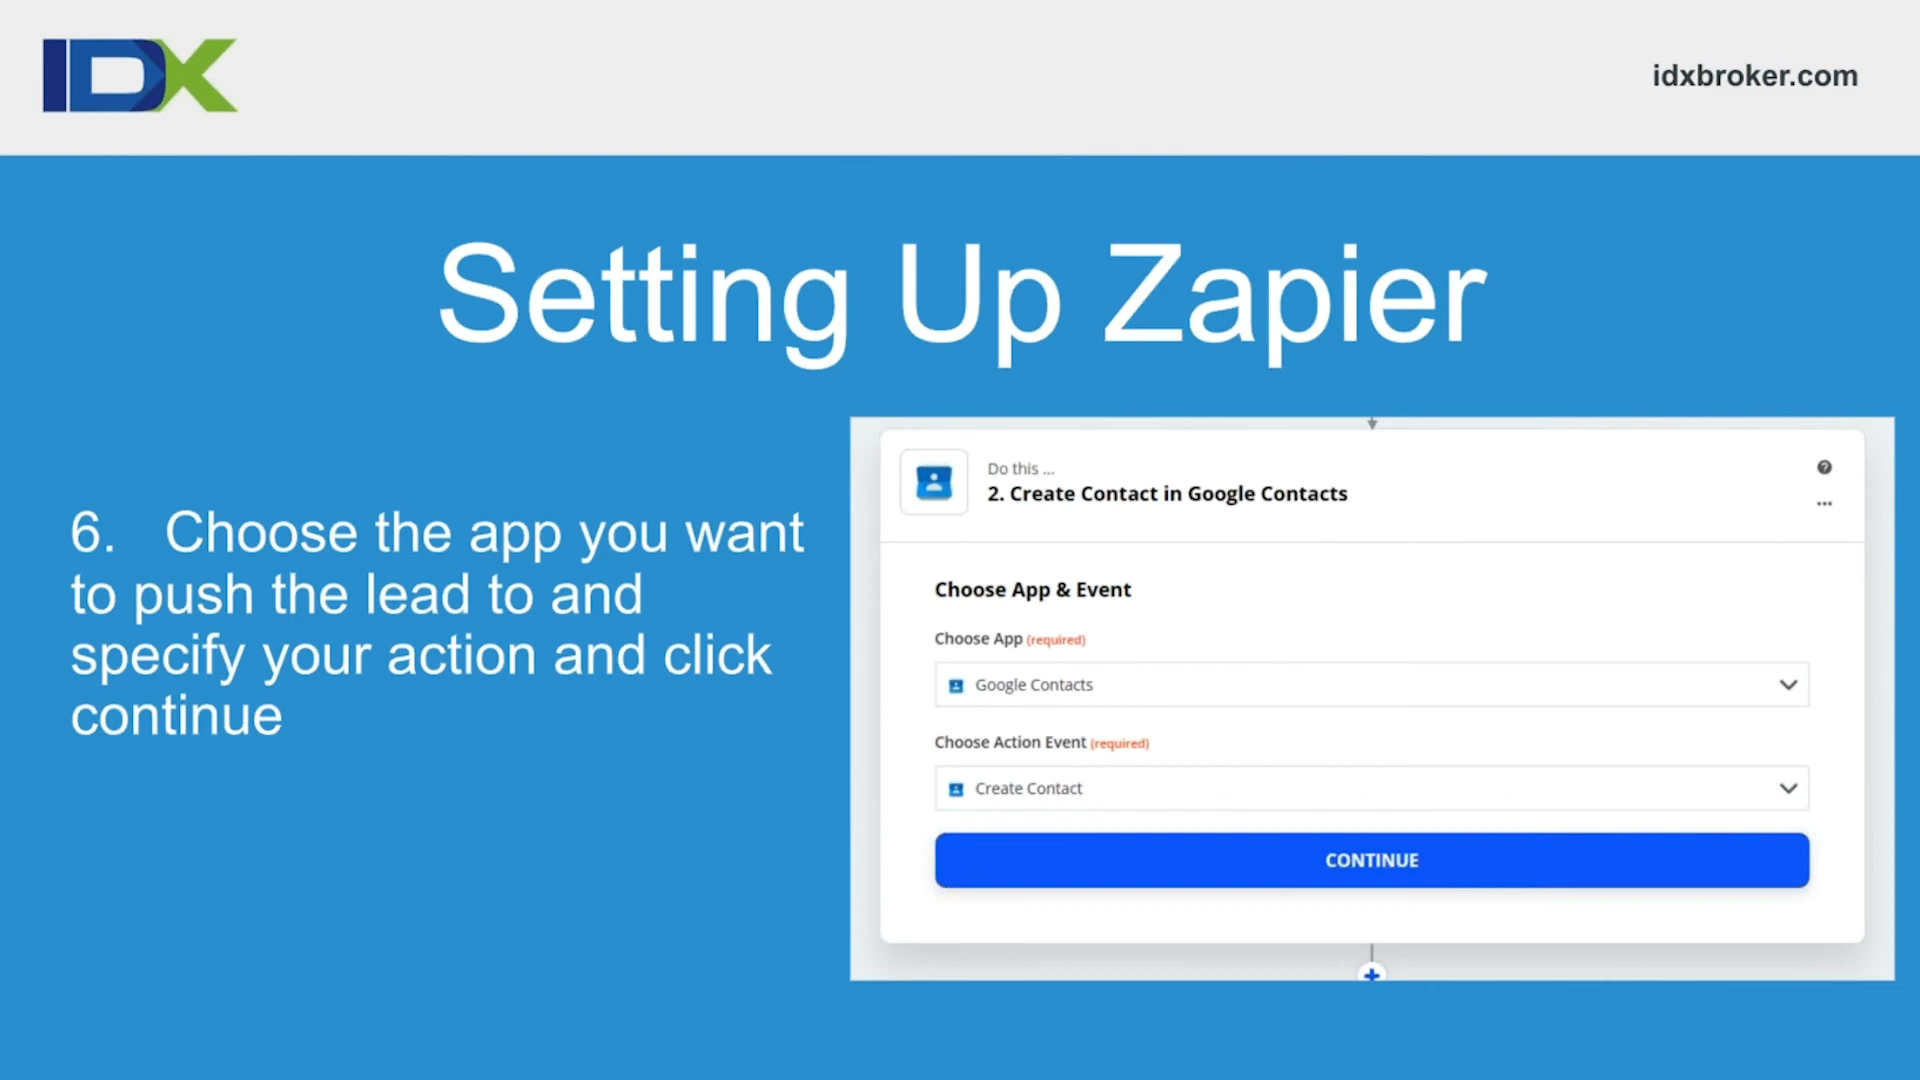 IDX
idxbroker.com
Setting Up Zapier
6. Choose the app you want
to push the lead to and
specify your action and click
continue
Do this ...
2. Create Contact in Google Contacts
Choose App & Event
Choose App (required)
Google Contacts
Choose Action Event (required)
Create Contact
CONTINUE